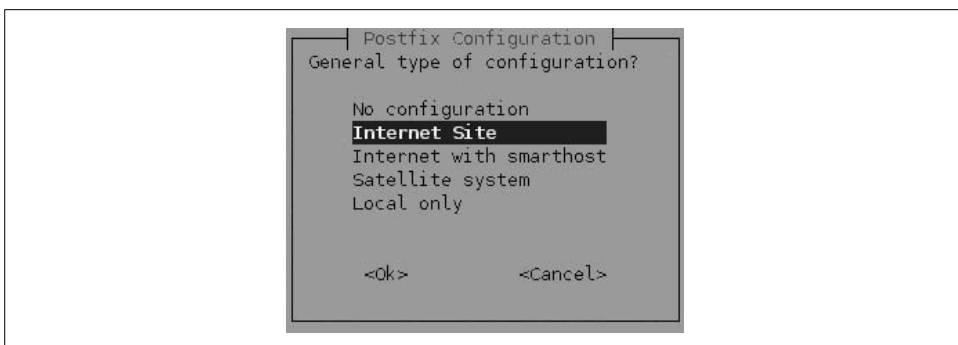 Postfix Configuration
General type of configuration?
No configuration
Internet Site
Internet with smarthost
Satellite system
Local only
<Ok> <Cancel>